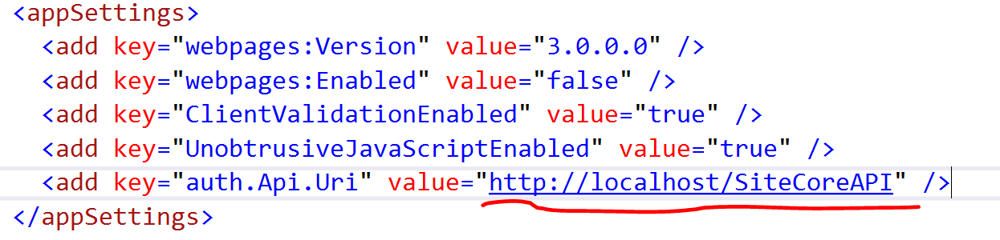 <appSettings>
<add key="webpages:Version" value="3.0.0.0" />
<add key="webpages:Enabled" value="false" />
<add key="ClientValidationEnabled" value="true" />
<add key="UnobtrusiveJavaScriptEnabled" value="true" />
<add key="auth.Api.Uri" value="http://localhost/SiteCoreAPI" />
</appSettings>